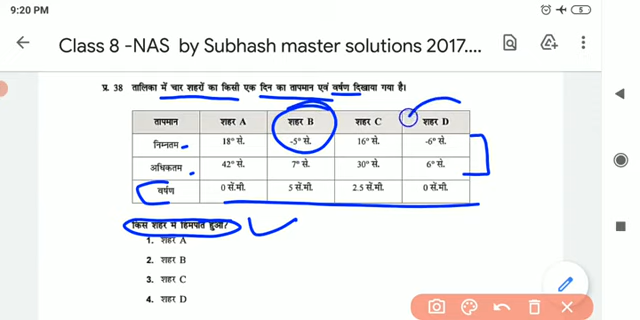 9:20 PM
5
Class 8 -NAS by Subhash master solutions 2017....
प्र. 38 तालिका में चार शहरों का किसी एक दिन का तापमान एवं वर्षण दिखाया गया है।
तापमान शहर A शहर B शहर C शहर D
निम्नतम 18° से. -5° से. 16° से. -6° से.
अधिकतम 42° से. 7° से. 30° से. 6° से.
वर्षण 0 सें.मी. 5 सें.मी. 2.5 सें.मी. 0 सें.मी.
किस शहर में हिमपात हुआ?
1. शहर A
2. शहर B
3. शहर C
4. शहर D